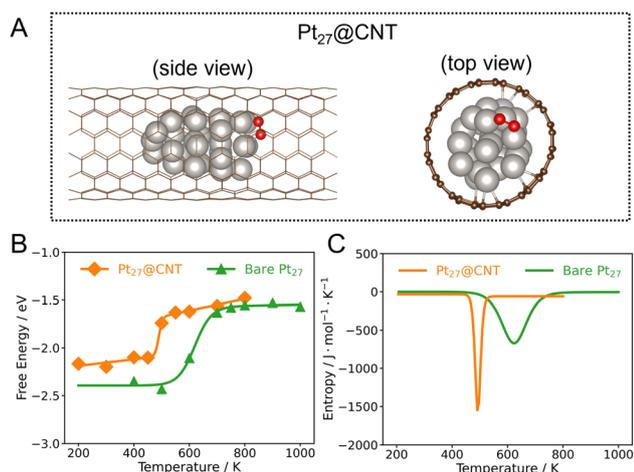 A
Pt27@CNT
(side view)
(top view)
B
Pt27@CNT
Bare Pt27
Free Energy / eV
−1.0
−1.5
−2.0
−2.5
−3.0
200
400
600
800
1000
Temperature / K
C
Pt27@CNT
Bare Pt27
Entropy / J · mol−1 · K−1
500
0
−500
−1000
−1500
−2000
200
400
600
800
1000
Temperature / K